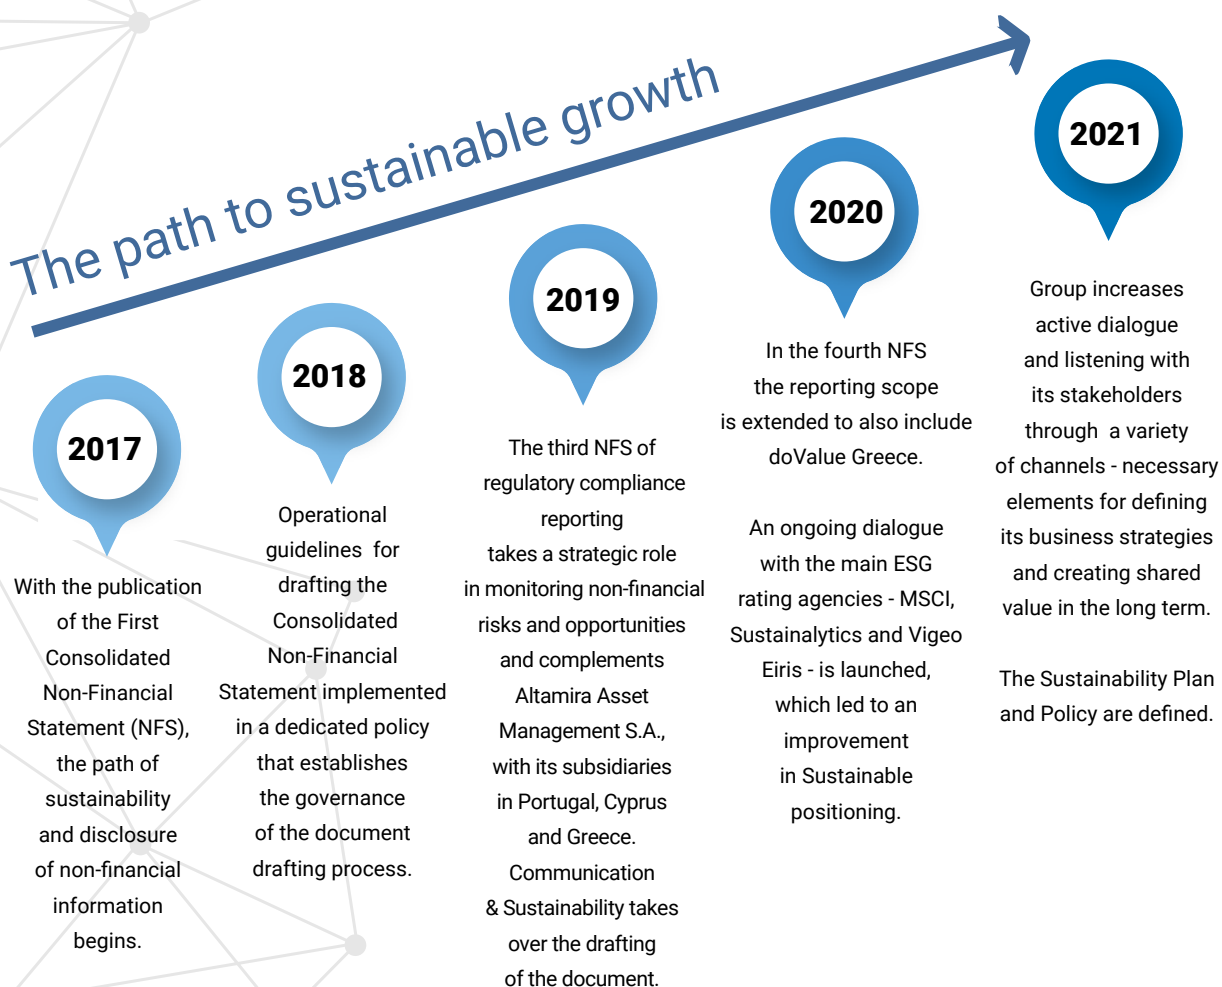 The path to sustainable growth
2017
With the publication
of the First
Consolidated
Non-Financial
Statement (NFS),
the path of
sustainability
and disclosure
of non-financial
information
begins.
2018
Operational
guidelines for
drafting the
Consolidated
Non-Financial
Statement implemented
in a dedicated policy
that establishes
the governance
of the document
drafting process.
2019
The third NFS of
regulatory compliance
reporting
takes a strategic role
in monitoring non-financial
risks and opportunities
and complements
Altamira Asset
Management S.A.,
with its subsidiaries
in Portugal, Cyprus
and Greece.
Communication
& Sustainability takes
over the drafting
of the document.
2020
In the fourth NFS
the reporting scope
is extended to also include
doValue Greece.
An ongoing dialogue
with the main ESG
rating agencies - MSCI,
Sustainalytics and Vigeo
Eiris - is launched,
which led to an
improvement
in Sustainable
positioning.
2021
Group increases
active dialogue
and listening with
its stakeholders
through a variety
of channels - necessary
elements for defining
its business strategies
and creating shared
value in the long term.
The Sustainability Plan
and Policy are defined.